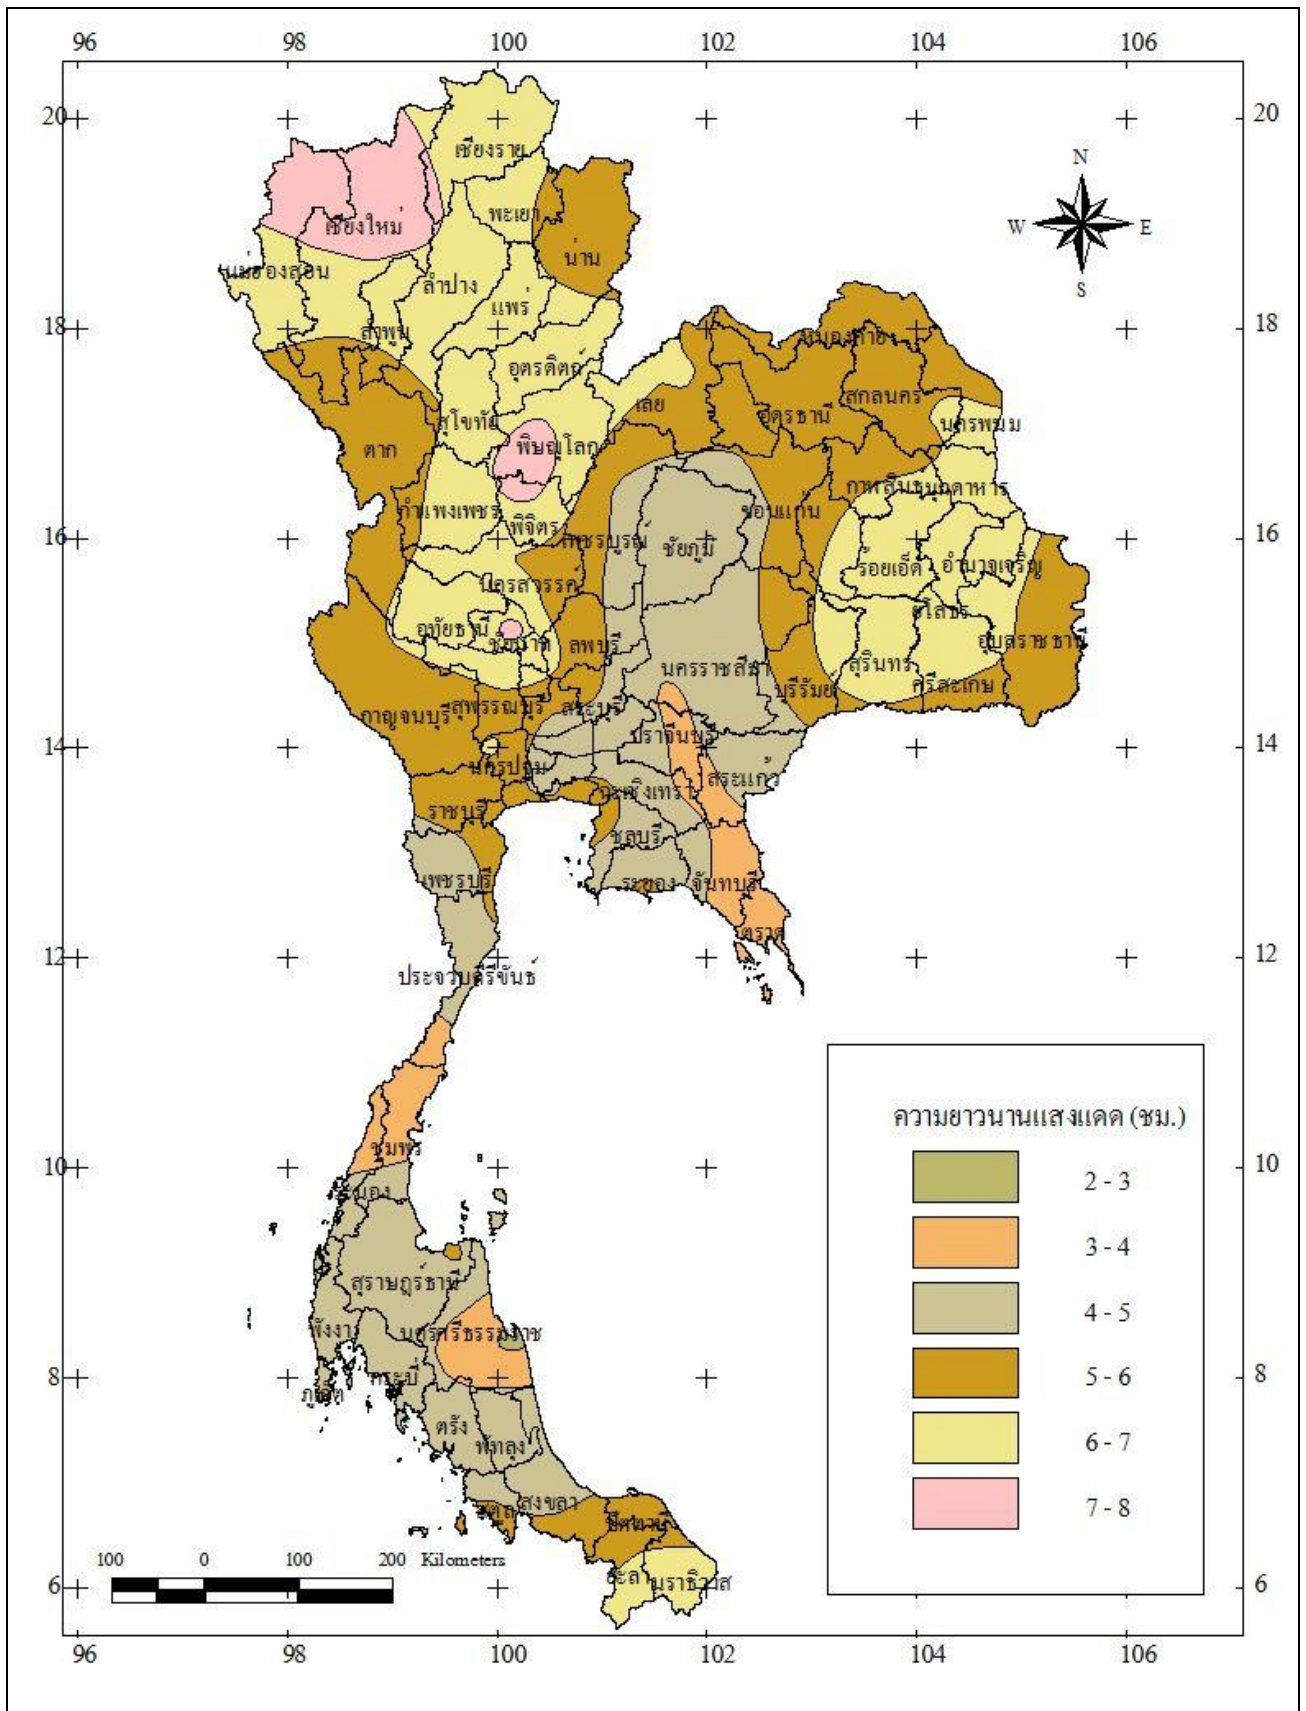 96 98 100 102 104 106
20 20
เชียงราย
N
เชียงใหม่
พะเยา
W E
น่าน
แม่ฮ่องสอน
ลำปาง
S
แพร่
18 18
ลำพูน
หนองคาย
อุตรดิตถ์
เลย
สกลนคร
อุดรธานี
สุโขทัย
นครพนม
ตาก
พิษณุโลก
กาฬสินธุ์
มุกดาหาร
กำแพงเพชร
ขอนแก่น
พิจิตร
16 16
เพชรบูรณ์
ชัยภูมิ
ร้อยเอ็ด
อำนาจเจริญ
นครสวรรค์
ยโสธร
อุทัยธานี
ชัยนาท
ลพบุรี
อุบลราชธานี
นครราชสีมา
สุรินทร์
บุรีรัมย์
ศรีสะเกษ
กาญจนบุรี
สุพรรณบุรี
สระบุรี
14 14
ปราจีนบุรี
นครปฐม
สระแก้ว
ฉะเชิงเทรา
ราชบุรี
ชลบุรี
เพชรบุรี
ระยอง
จันทบุรี
ตราด
12 12
ประจวบคีรีขันธ์
ความยาวนานแสงแดด (ชม.)
ชุมพร
10 10
2 - 3
ระนอง
3 - 4
สุราษฎร์ธานี
4 - 5
พังงา
นครศรีธรรมราช
8 8
กระบี่
5 - 6
ภูเก็ต
ตรัง
พัทลุง
6 - 7
สงขลา
สตูล
7 - 8
ปัตตานี
100 0 100 200 Kilometers
ยะลา
นราธิวาส
6 6
96 98 100 102 104 106